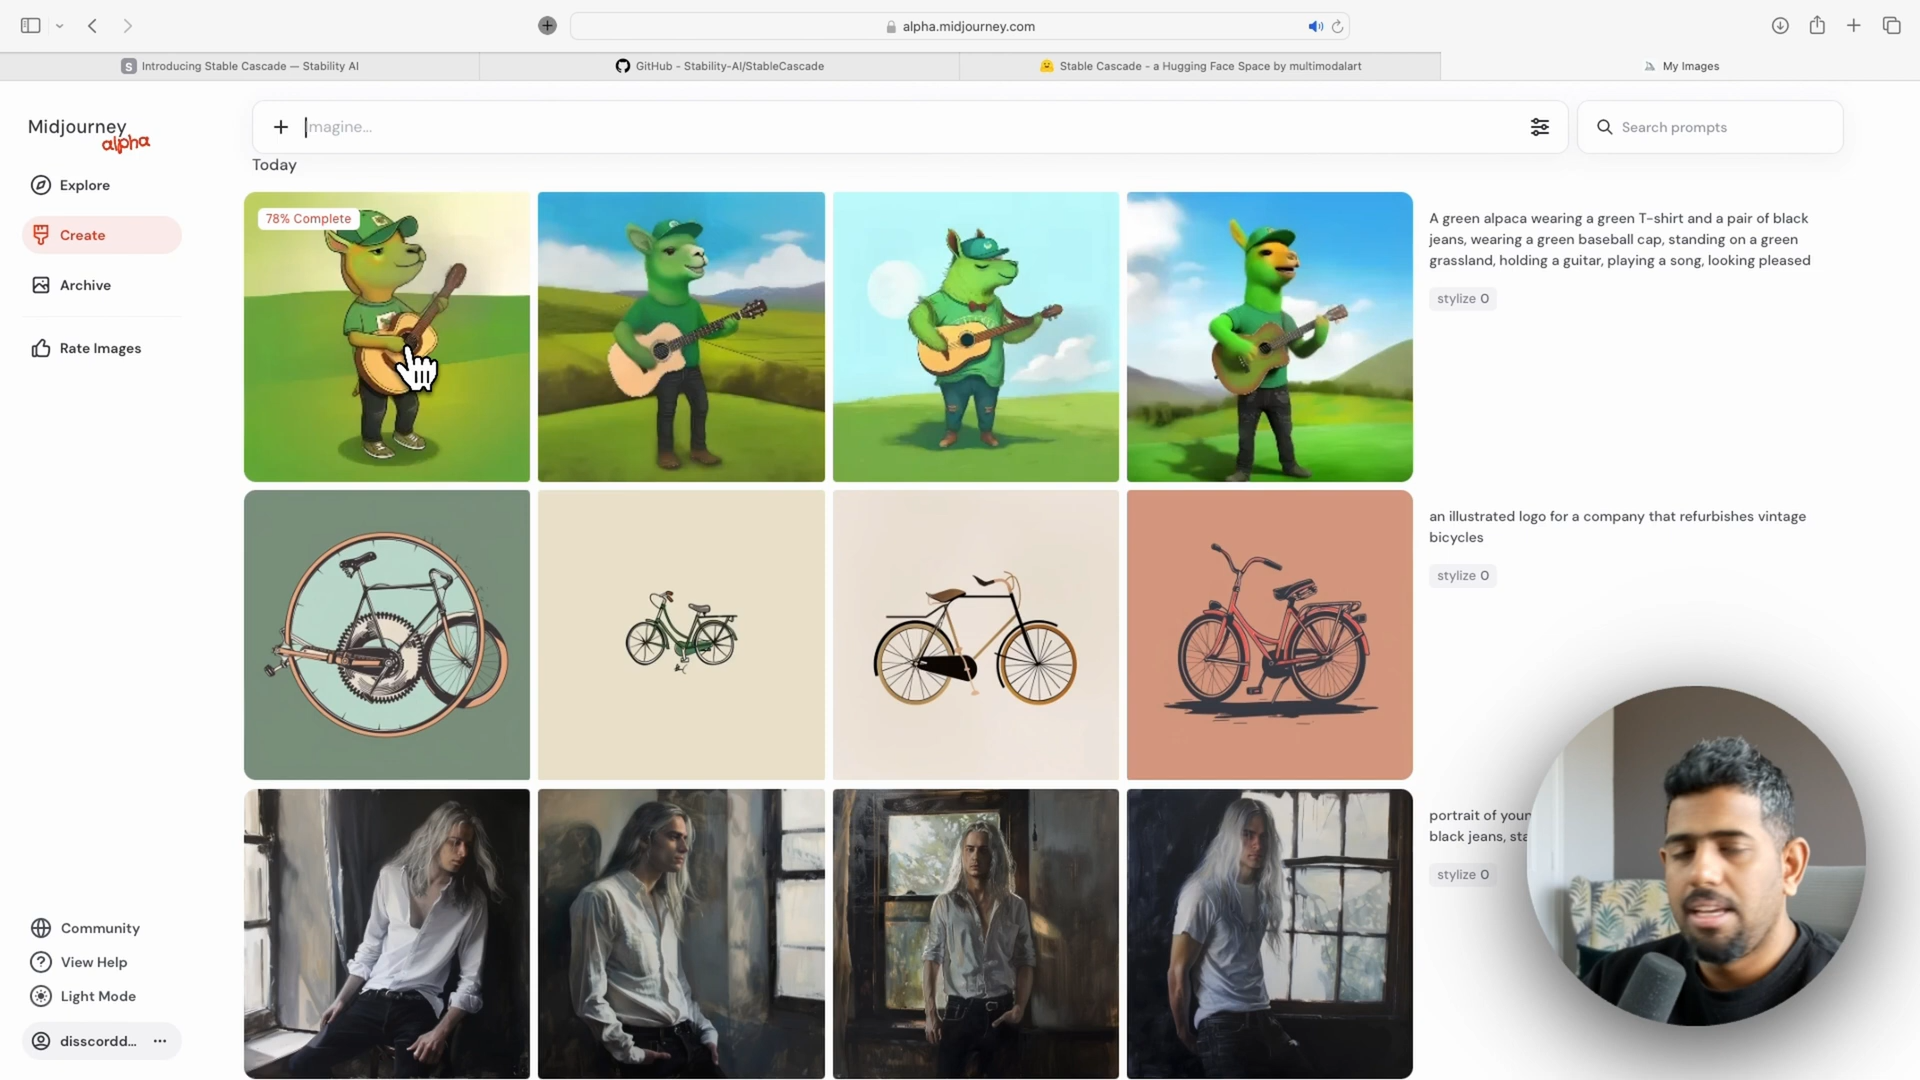 alpha.midjourney.com
S Introducing Stable Cascade — Stability AI
GitHub - Stability-AI/StableCascade
Stable Cascade - a Hugging Face Space by multimodalart
My Images
Midjourney
alpha
Imagine...
Search prompts
Explore
Create
Archive
Rate Images
Today
78% Complete
A green alpaca wearing a green T-shirt and a pair of black
jeans, wearing a green baseball cap, standing on a green
grassland, holding a guitar, playing a song, looking pleased
stylize 0
an illustrated logo for a company that refurbishes vintage
bicycles
stylize 0
portrait of
black jeans,
stylize 0
Community
View Help
Light Mode
disscordd...